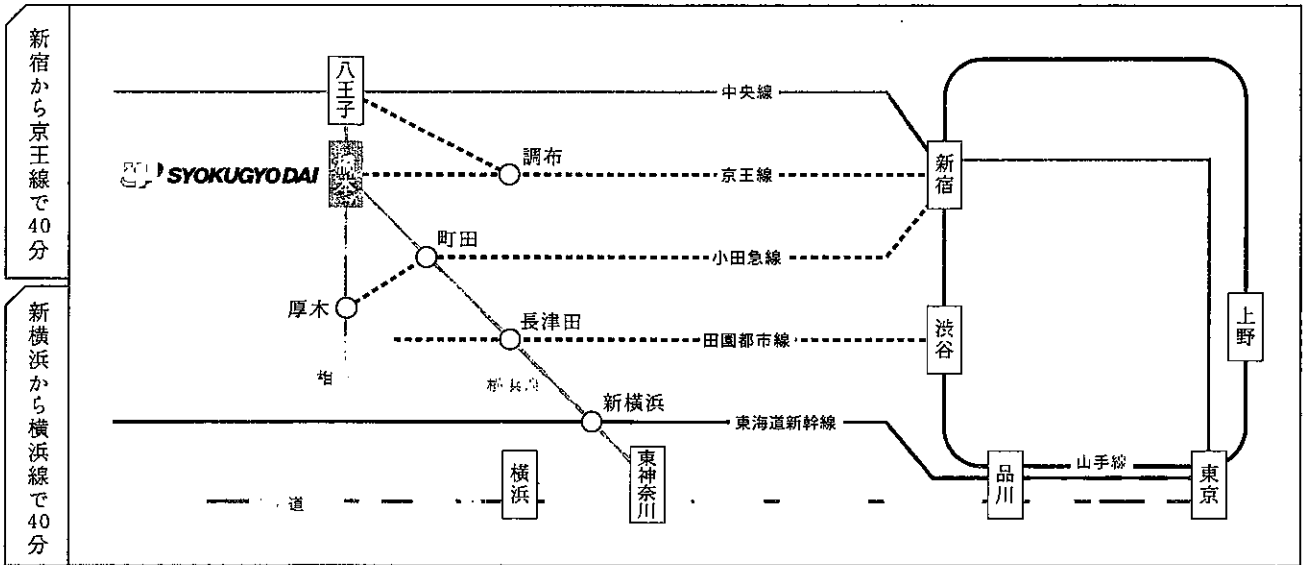 新宿から京王線で40分
新横浜から横浜線で40分
八王子
中央線
SYOKUGYODAI
調布
京王線
新宿
町田
小田急線
厚木
長津田
田園都市線
渋谷
上野
新横浜
東海道新幹線
横浜
東神奈川
品川
山手線
東京
道